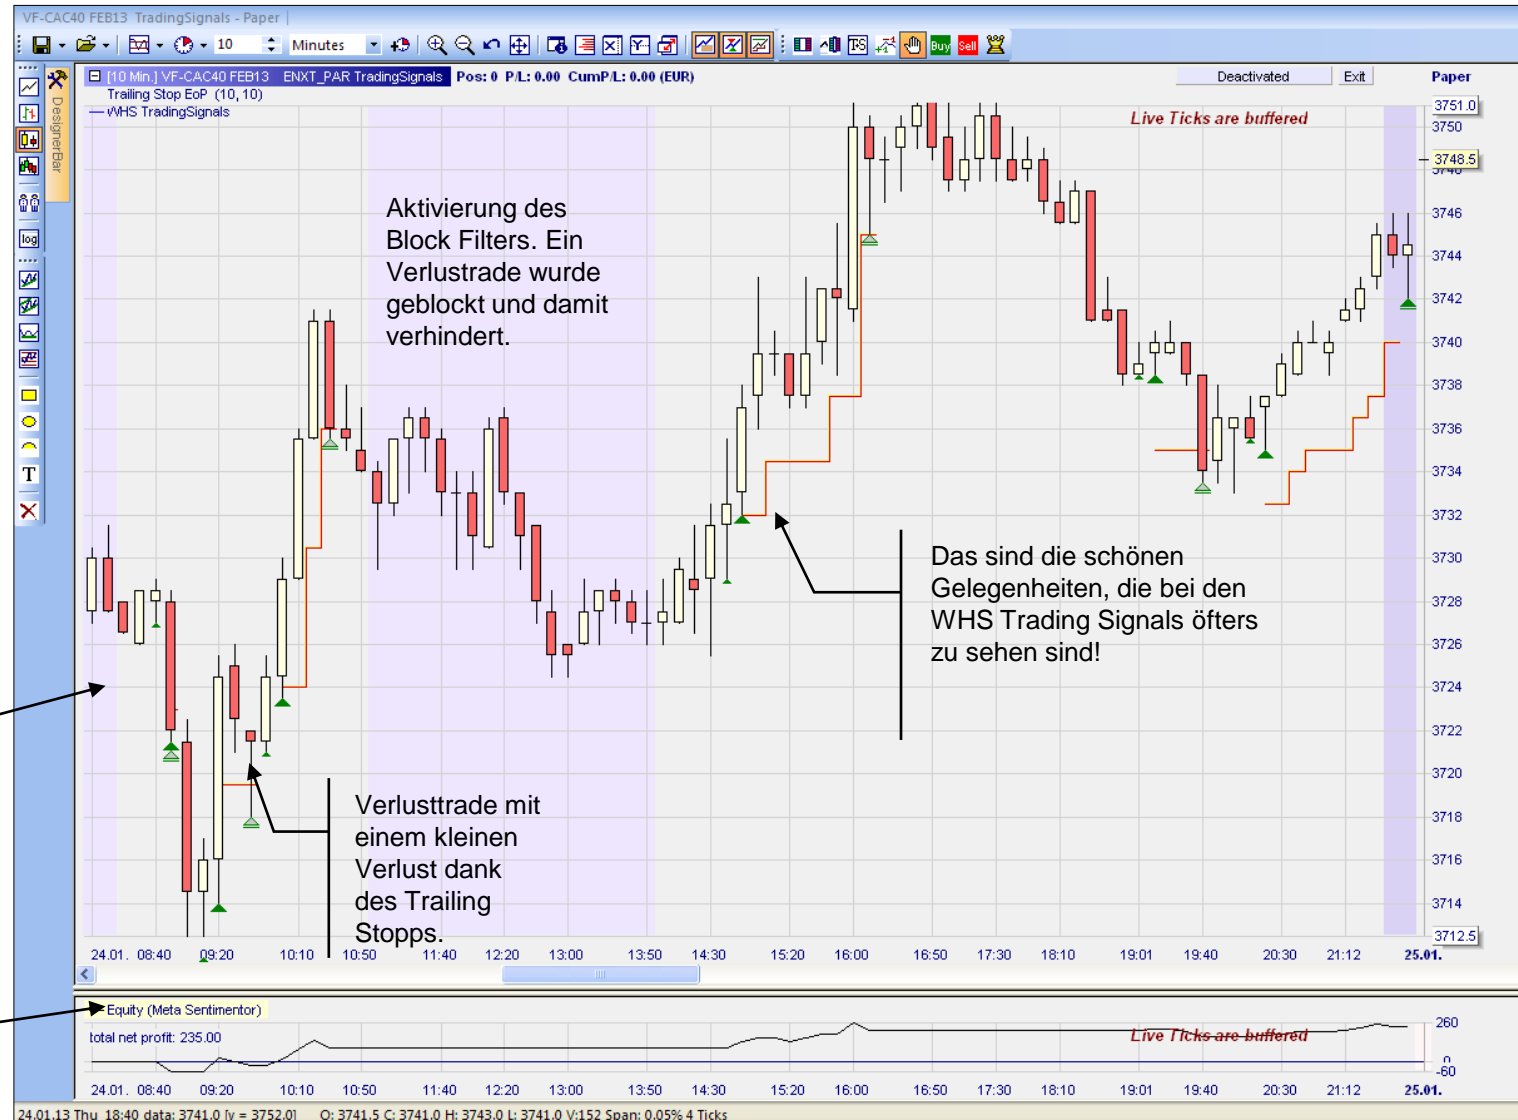 VF-CAC40 FEB13 TradingSignals - Paper
10 Minutes
TS Buy Sell
DesignerBar
log
T
[10 Min.] VF-CAC40 FEB13 ENXT_PAR TradingSignals Pos: 0 P/L: 0.00 CumP/L: 0.00 (EUR)
Deactivated Exit Paper
Trailing Stop EoP (10, 10)
WHS TradingSignals
Live Ticks are buffered
3751.0
3750
3748.5
3748
3746
3744
3742
3740
3738
3736
3734
3732
3730
3728
3726
3724
3722
3720
3718
3716
3714
3712.5
Aktivierung des
Block Filters. Ein
Verlustrade wurde
geblockt und damit
verhindert.
Das sind die schönen
Gelegenheiten, die bei den
WHS Trading Signals öfters
zu sehen sind!
Verlusttrade mit
einem kleinen
Verlust dank
des Trailing
Stopps.
24.01. 08:40 09:20 10:10 10:50 11:40 12:20 13:00 13:50 14:30 15:20 16:00 16:50 17:30 18:10 19:01 19:40 20:30 21:12 25.01.
Equity (Meta Sentimentor)
total net profit: 235.00
Live Ticks are buffered
260
0
-60
24.01. 08:40 09:20 10:10 10:50 11:40 12:20 13:00 13:50 14:30 15:20 16:00 16:50 17:30 18:10 19:01 19:40 20:30 21:12 25.01.
24.01.13 Thu 18:40 data: 3741.0 [v = 3752.0] O: 3741.5 C: 3741.0 H: 3743.0 L: 3741.0 V:152 Span: 0.05% 4 Ticks